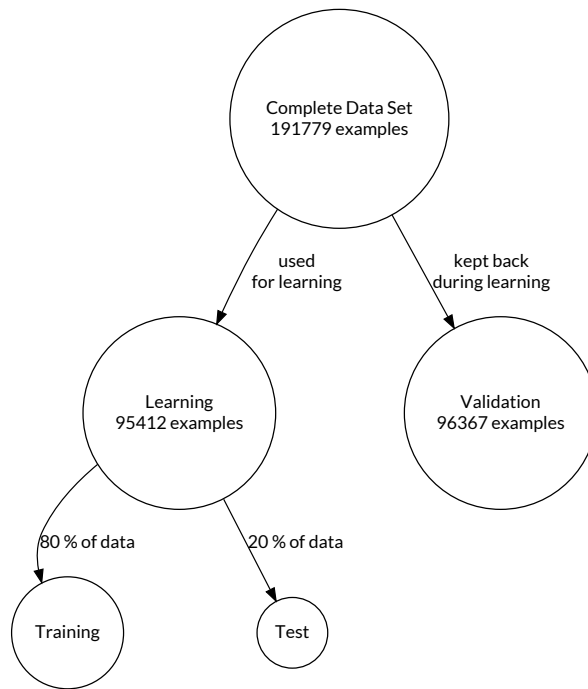 Complete Data Set
191779 examples
used
for learning
kept back
during learning
Learning
95412 examples
Validation
96367 examples
80 % of data
20 % of data
Training
Test